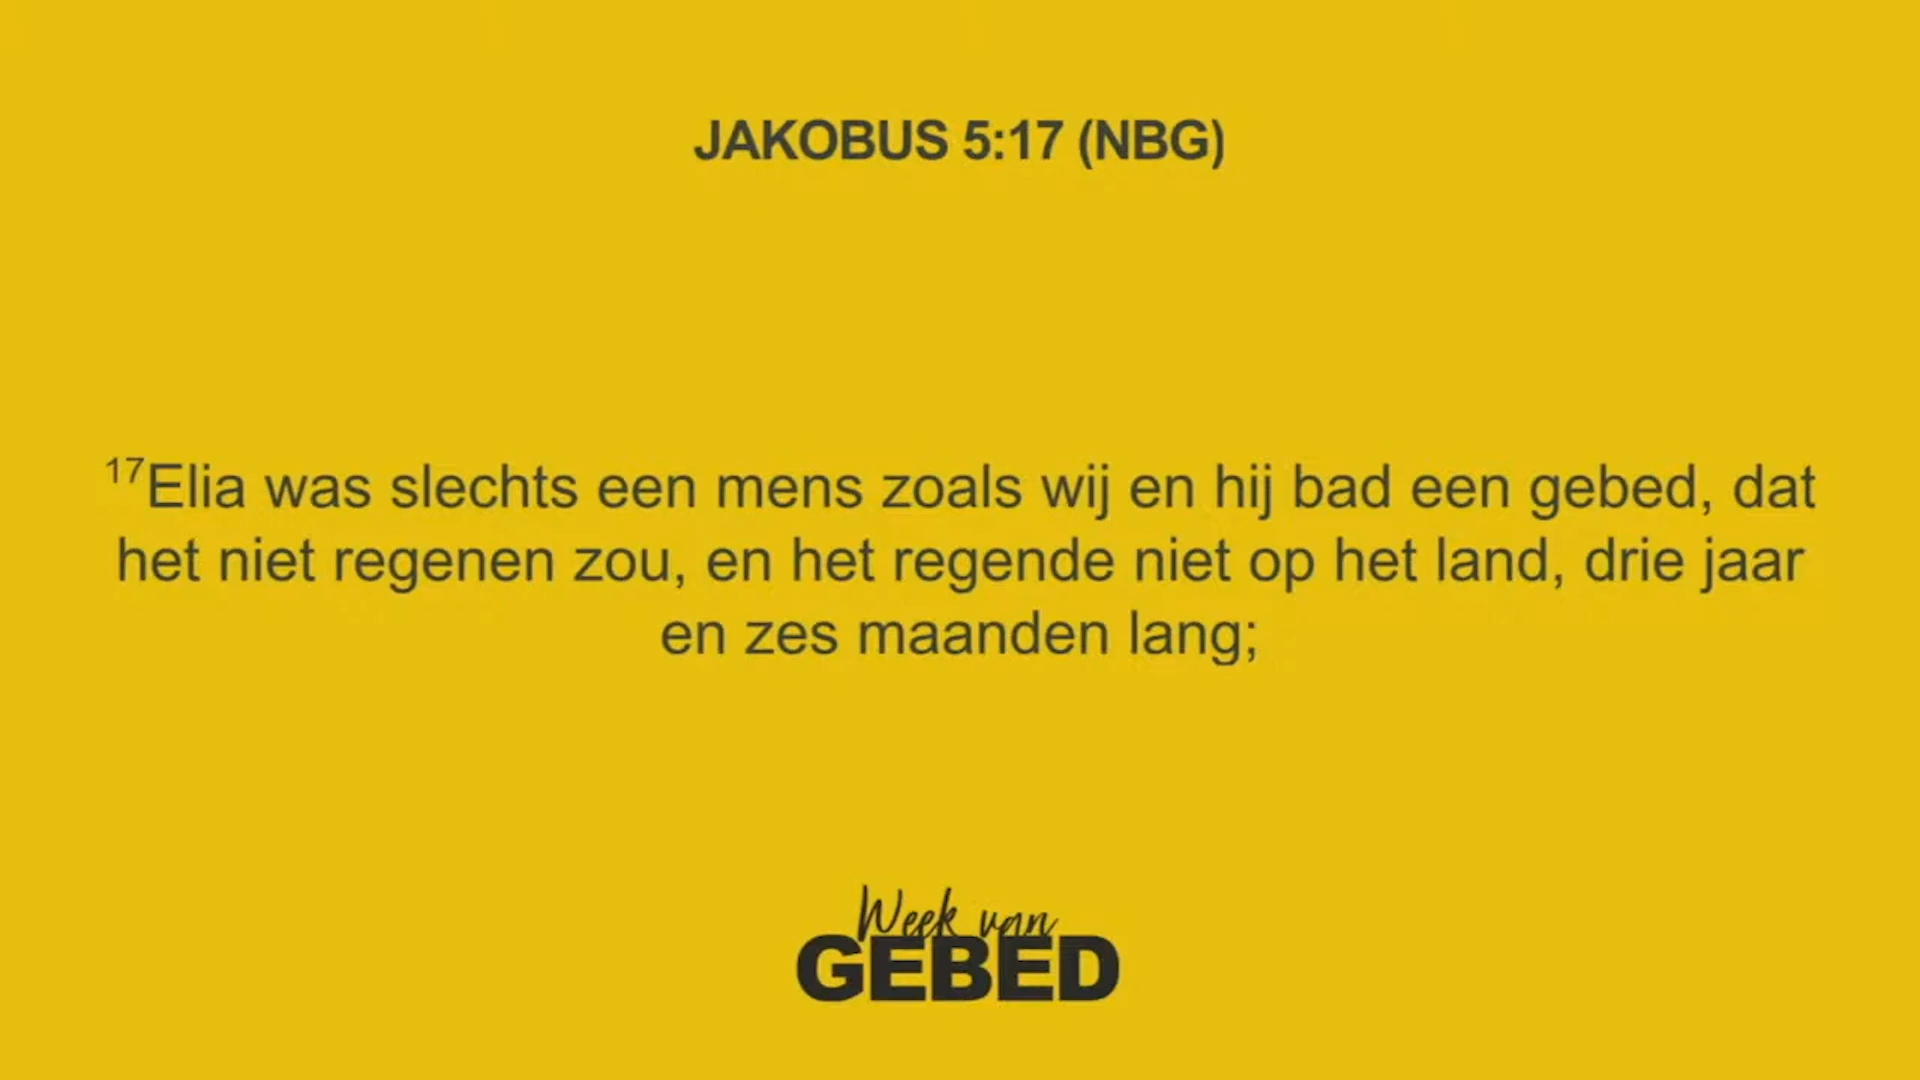 JAKOBUS 5:17 (NBG)
17Elia was slechts een mens zoals wij en hij bad een gebed, dat
het niet regenen zou, en het regende niet op het land, drie jaar
en zes maanden lang;
Week van
GEBED